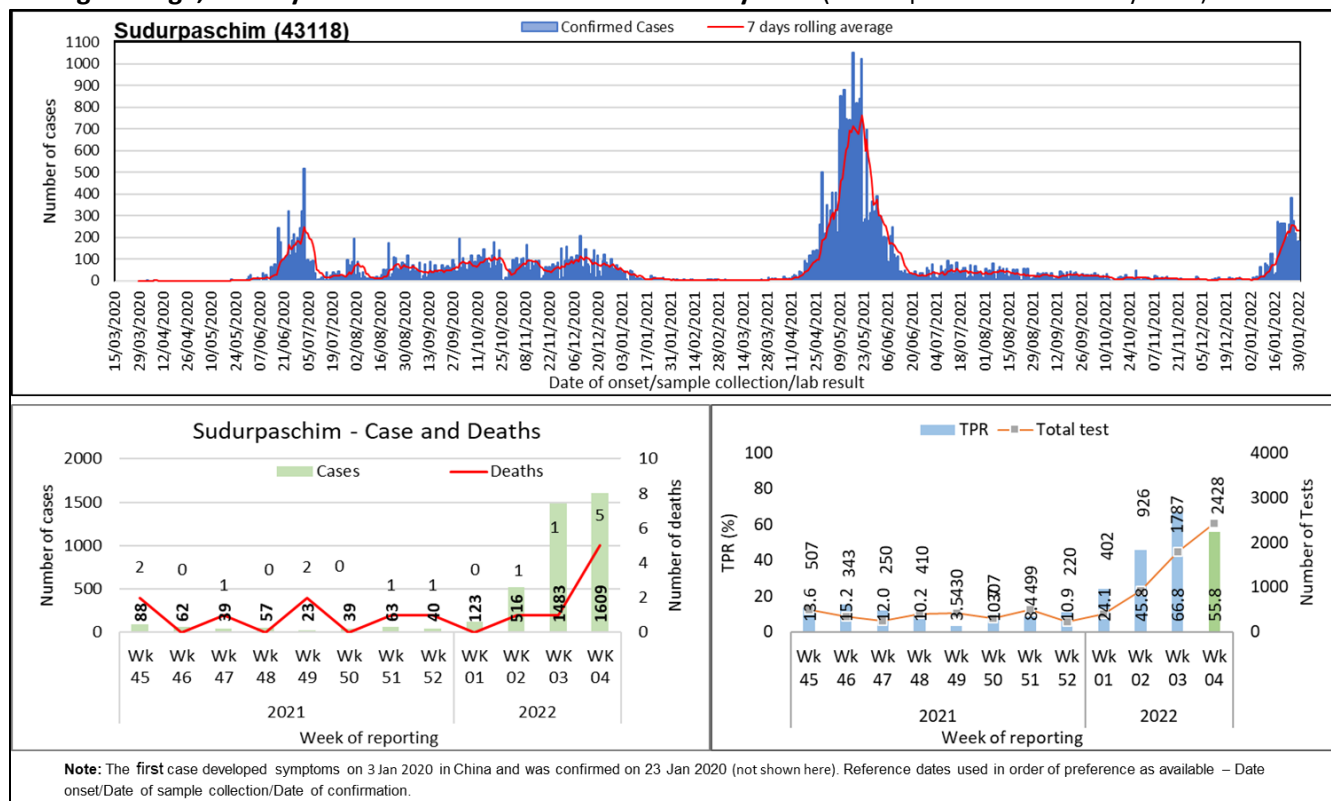 Sudurpaschim (43118)
Confirmed Cases
7 days rolling average
Number of cases
1100
1000
900
800
700
600
500
400
300
200
100
0
15/03/2020
29/03/2020
12/04/2020
26/04/2020
10/05/2020
24/05/2020
07/06/2020
21/06/2020
05/07/2020
19/07/2020
02/08/2020
16/08/2020
30/08/2020
13/09/2020
27/09/2020
11/10/2020
25/10/2020
08/11/2020
22/11/2020
06/12/2020
20/12/2020
03/01/2021
17/01/2021
31/01/2021
14/02/2021
28/02/2021
14/03/2021
28/03/2021
11/04/2021
25/04/2021
09/05/2021
23/05/2021
06/06/2021
20/06/2021
04/07/2021
18/07/2021
01/08/2021
15/08/2021
29/08/2021
12/09/2021
26/09/2021
10/10/2021
24/10/2021
07/11/2021
21/11/2021
05/12/2021
19/12/2021
02/01/2022
16/01/2022
30/01/2022
Date of onset/sample collection/lab result
Sudurpaschim - Case and Deaths
Cases
Deaths
Number of cases
2000
1500
1000
500
0
10
8
6
4
2
0
Number of deaths
2 0 1 0 2 0 1 1 0 1 1 5
88 62 39 57 23 39 63 40 123 516 1483 1609
Wk 45
Wk 46
Wk 47
Wk 48
Wk 49
Wk 50
Wk 51
Wk 52
WK 01
WK 02
WK 03
WK 04
2021 2022
Week of reporting
TPR
Total test
TPR (%)
100
80
60
40
20
0
4000
3000
2000
1000
0
Number of Tests
507 343 250 410 430 307 499 220 402 926 1787 2428
13.6 15.2 12.0 10.2 3.5 8.4 10.9 24.1 45.8 66.8 55.8
Wk 45
Wk 46
Wk 47
Wk 48
Wk 49
Wk 50
Wk 51
Wk 52
Wk 01
Wk 02
Wk 03
Wk 04
2021 2022
Week of reporting
Note: The first case developed symptoms on 3 Jan 2020 in China and was confirmed on 23 Jan 2020 (not shown here). Reference dates used in order of preference as available – Date
onset/Date of sample collection/Date of confirmation.